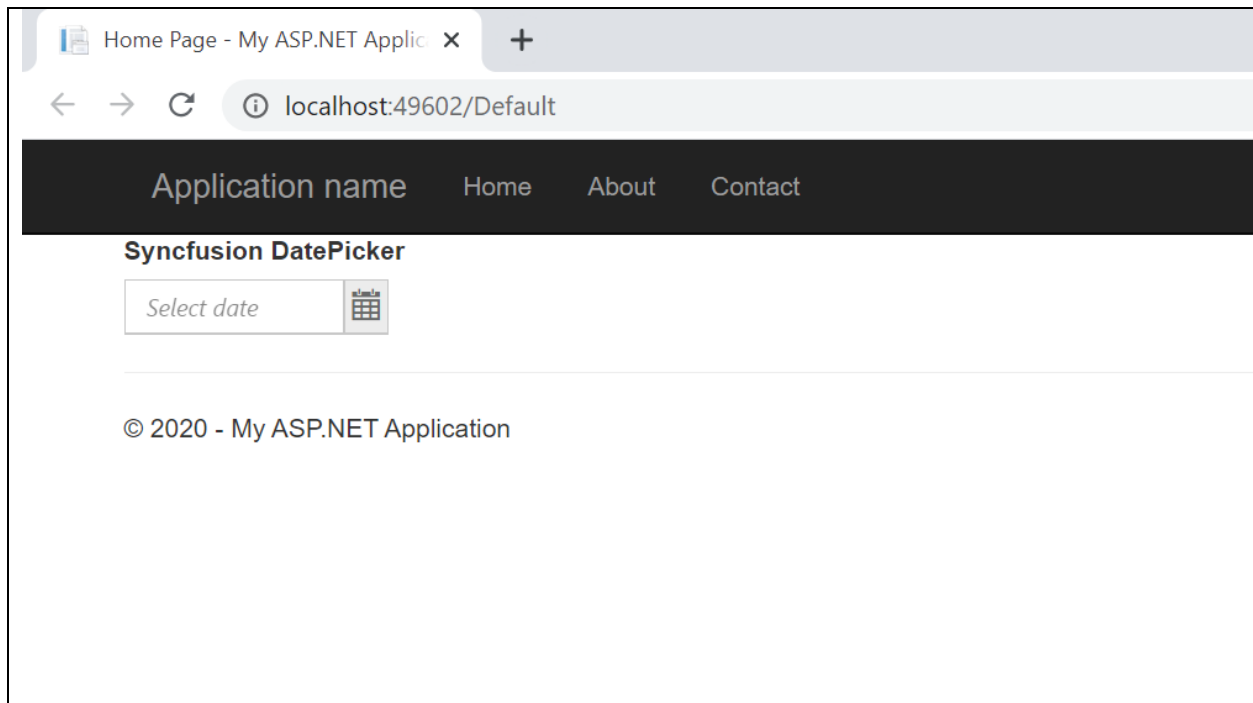 Home Page - My ASP.NET Applic
localhost:49602/Default
Application name Home About Contact
Syncfusion DatePicker
Select date
© 2020 - My ASP.NET Application